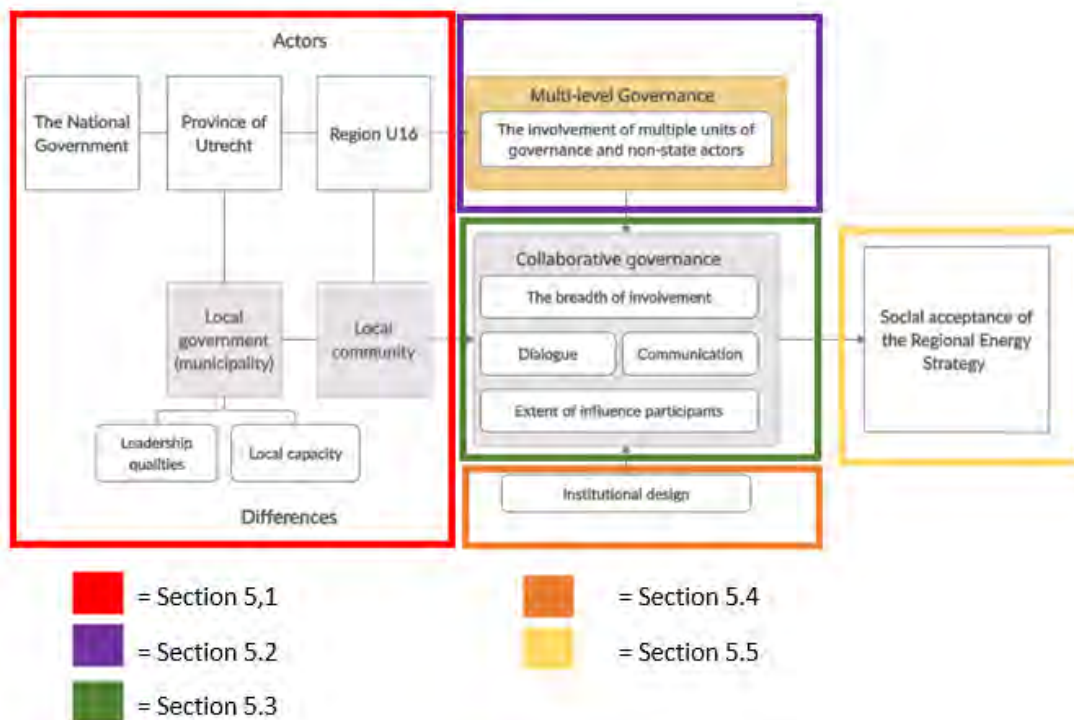 Actors
The National
Government
Province of
Utrecht
Region U16
Multi-level Governance
The involvement of multiple units of
governance and non-state actors
Local
government
(municipality)
Local
community
Leadership
qualities
Local capacity
Differences
Collaborative governance
The breadth of involvement
Dialogue
Communication
Extent of influence participants
Institutional design
Social acceptance of
the Regional Energy
Strategy
= Section 5,1
= Section 5.2
= Section 5.3
= Section 5.4
= Section 5.5